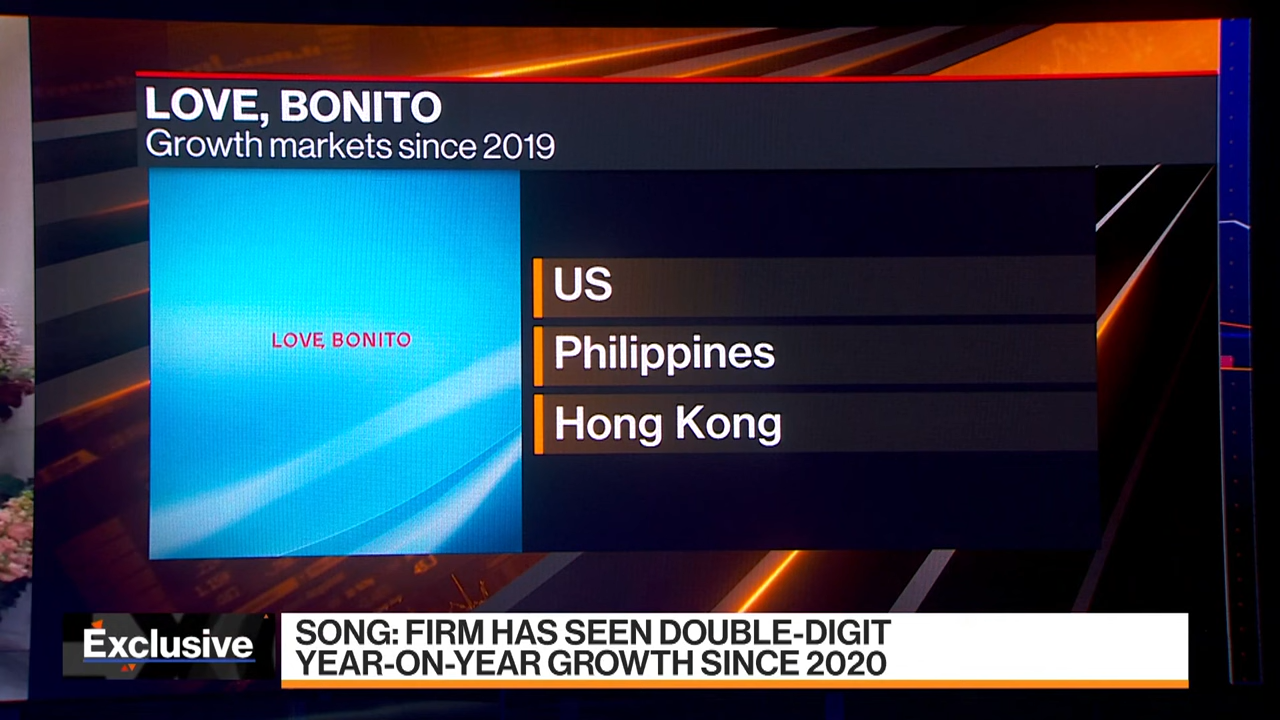 LOVE, BONITO
Growth markets since 2019
LOVE, BONITO
US
Philippines
Hong Kong
Exclusive
SONG: FIRM HAS SEEN DOUBLE-DIGIT
YEAR-ON-YEAR GROWTH SINCE 2020